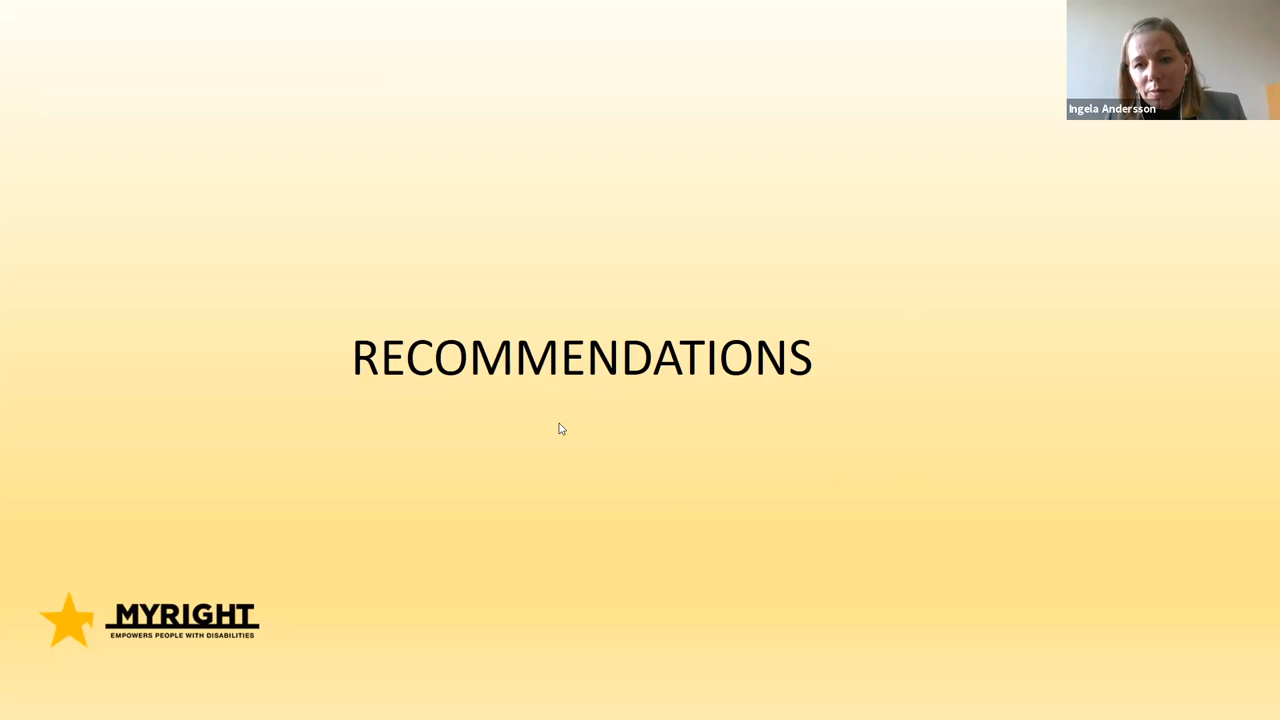 Ingela Andersson
RECOMMENDATIONS
MYRIGHT
EMPOWERS PEOPLE WITH DISABILITIES